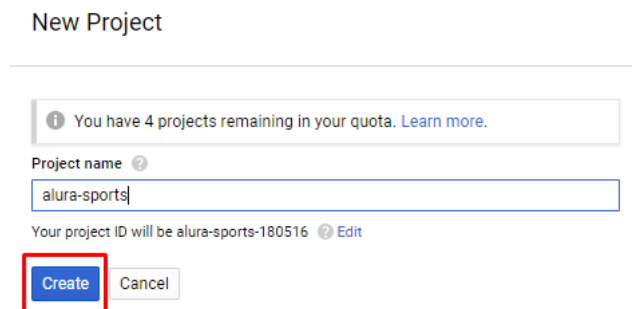 New Project
You have 4 projects remaining in your quota. Learn more.
Project name
alura-sports
Your project ID will be alura-sports-180516 Edit
Create Cancel